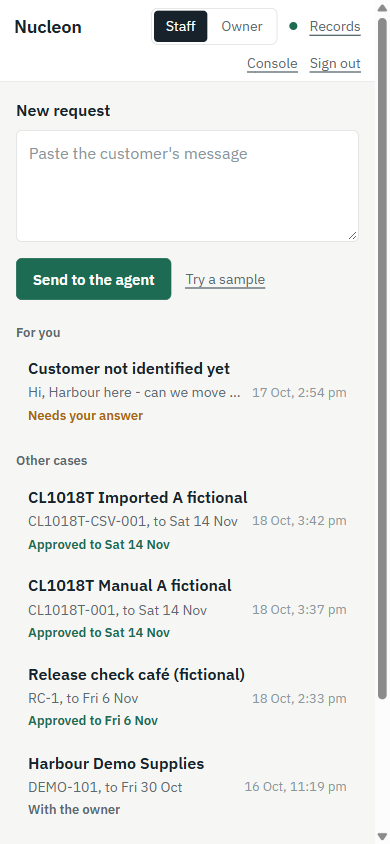 Nucleon
Staff
Owner
Records
Console
Sign out
New request
Paste the customer's message
Send to the agent
Try a sample
For you
Customer not identified yet
Hi, Harbour here - can we move ... 17 Oct, 2:54 pm
Needs your answer
Other cases
CL1018T Imported A fictional
CL1018T-CSV-001, to Sat 14 Nov 18 Oct, 3:42 pm
Approved to Sat 14 Nov
CL1018T Manual A fictional
CL1018T-001, to Sat 14 Nov 18 Oct, 3:37 pm
Approved to Sat 14 Nov
Release check café (fictional)
RC-1, to Fri 6 Nov 18 Oct, 2:33 pm
Approved to Fri 6 Nov
Harbour Demo Supplies
DEMO-101, to Fri 30 Oct 16 Oct, 11:19 pm
With the owner